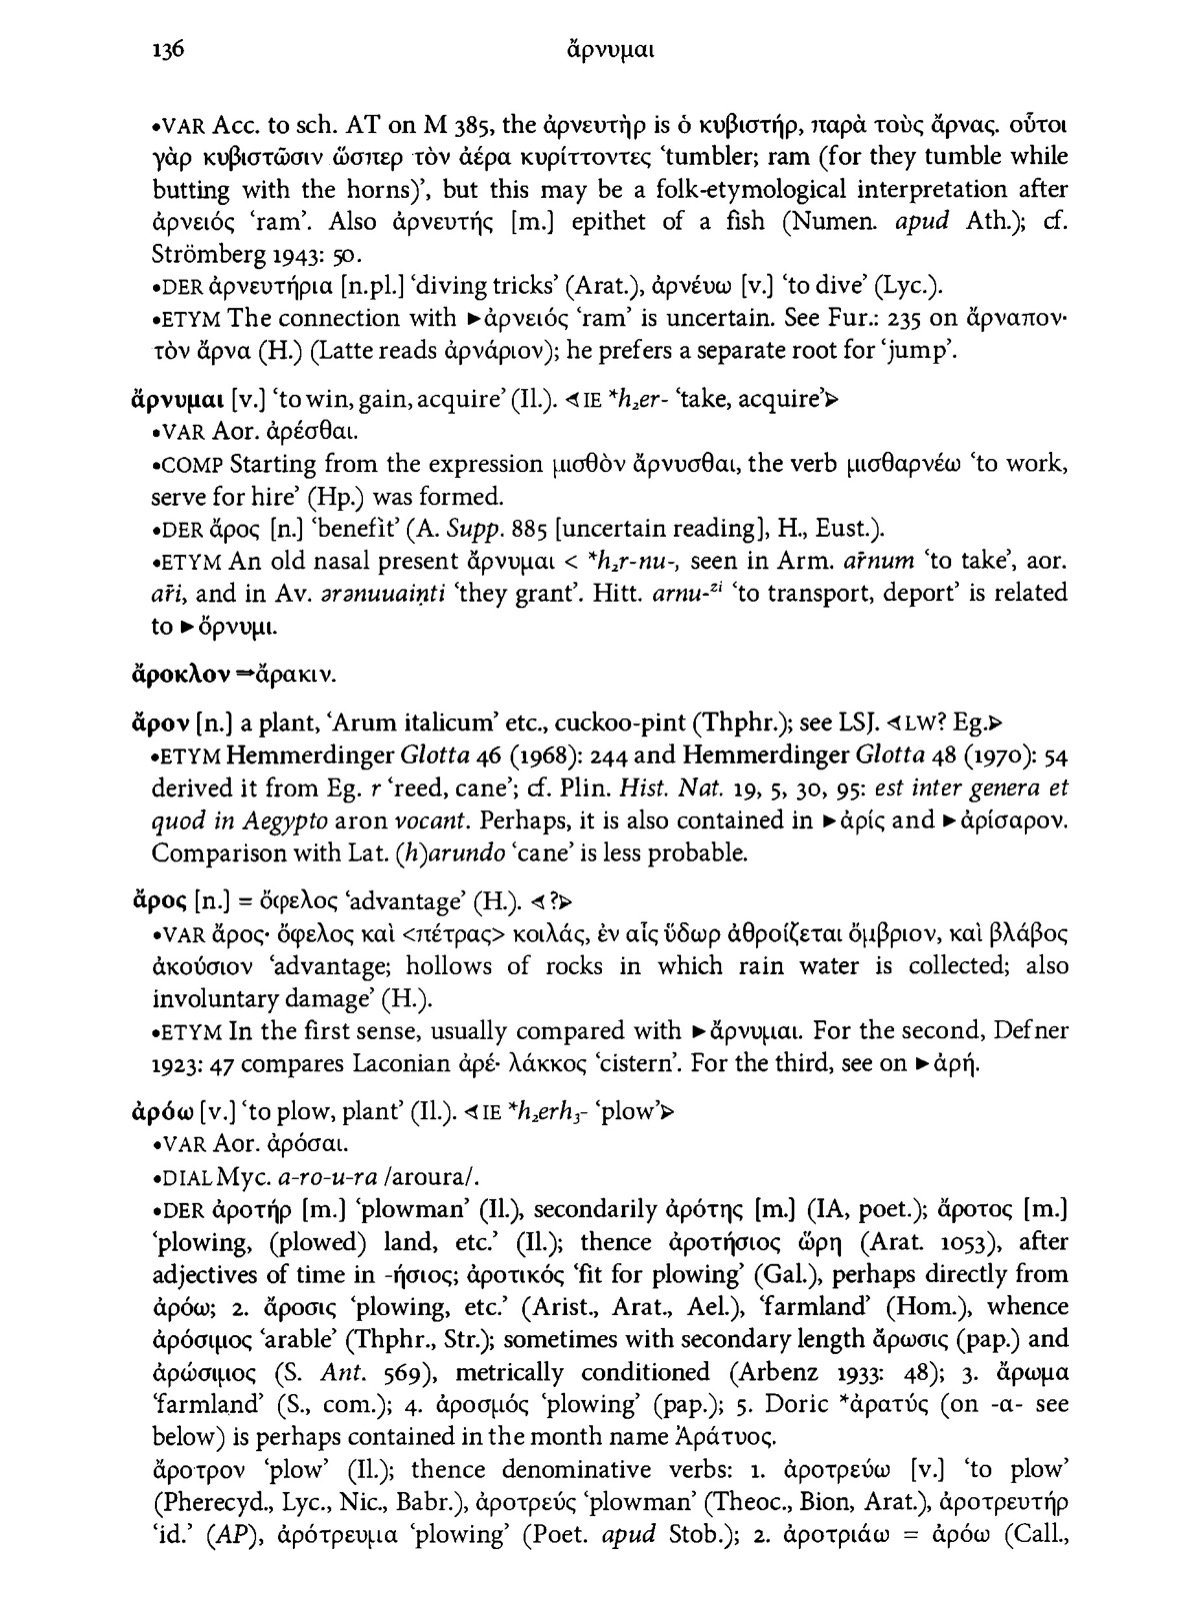 136 ἄρνυμαι
•VAR Acc. to sch. AT on M 385, the ἀρνευτὴρ is ὁ κυβιστήρ, παρὰ τοὺς ἄρνας. οὗτοι
γὰρ κυβιστῶσιν ὥσπερ τὸν ἀέρα κυρίττοντες ‘tumbler; ram (for they tumble while
butting with the horns)’, but this may be a folk-etymological interpretation after
ἀρνειός ‘ram’. Also ἀρνευτής [m.] epithet of a fish (Numen. apud Ath.); cf.
Strömberg 1943: 50.
•DER ἀρνευτήρια [n.pl.] ‘diving tricks’ (Arat.), ἀρνέυω [v.] ‘to dive’ (Lyc.).
•ETYM The connection with ►ἀρνειός ‘ram’ is uncertain. See Fur.: 235 on ἄρναπον·
τὸν ἄρνα (H.) (Latte reads ἀρνάριον); he prefers a separate root for ‘jump’.
ἄρνυμαι [v.] ‘to win, gain, acquire’ (Il.). ◁IE *h₂er- ‘take, acquire’▷
•VAR Aor. ἀρέσθαι.
•COMP Starting from the expression μισθὸν ἄρνυσθαι, the verb μισθαρνέω ‘to work,
serve for hire’ (Hp.) was formed.
•DER ἄρος [n.] ‘benefit’ (A. Supp. 885 [uncertain reading], H., Eust.).
•ETYM An old nasal present ἄρνυμαι < *h₂r-nu-, seen in Arm. aṙnum ‘to take’, aor.
aṙi, and in Av. ərənuuaiṇti ‘they grant’. Hitt. arnu-ᶻⁱ ‘to transport, deport’ is related
to ►ὄρνυμι.
ἄροκλον ⇒ἄρακιν.
ἄρον [n.] a plant, ‘Arum italicum’ etc., cuckoo-pint (Thphr.); see LSJ. ◁LW? Eg.▷
•ETYM Hemmerdinger Glotta 46 (1968): 244 and Hemmerdinger Glotta 48 (1970): 54
derived it from Eg. r ‘reed, cane’; cf. Plin. Hist. Nat. 19, 5, 30, 95: est inter genera et
quod in Aegypto aron vocant. Perhaps, it is also contained in ►ἀρίς and ►ἀρίσαρον.
Comparison with Lat. (h)arundo ‘cane’ is less probable.
ἄρος [n.] = ὄφελος ‘advantage’ (H.). ◁?▷
•VAR ἄρος· ὄφελος καὶ <πέτρας> κοιλάς, ἐν αἷς ὕδωρ ἀθροίζεται ὄμβριον, καὶ βλάβος
ἀκούσιον ‘advantage; hollows of rocks in which rain water is collected; also
involuntary damage’ (H.).
•ETYM In the first sense, usually compared with ►ἄρνυμαι. For the second, Defner
1923: 47 compares Laconian ἀρέ· λάκκος ‘cistern’. For the third, see on ►ἀρή.
ἀρόω [v.] ‘to plow, plant’ (Il.). ◁IE *h₂erh₃- ‘plow’▷
•VAR Aor. ἀρόσαι.
•DIAL Myc. a-ro-u-ra /aroura/.
•DER ἀροτήρ [m.] ‘plowman’ (Il.), secondarily ἀρότης [m.] (IA, poet.); ἄροτος [m.]
‘plowing, (plowed) land, etc.’ (Il.); thence ἀροτήσιος ὥρη (Arat. 1053), after
adjectives of time in -ήσιος; ἀροτικός ‘fit for plowing’ (Gal.), perhaps directly from
ἀρόω; 2. ἄροσις ‘plowing, etc.’ (Arist., Arat., Ael.), ‘farmland’ (Hom.), whence
ἀρόσιμος ‘arable’ (Thphr., Str.); sometimes with secondary length ἄρωσις (pap.) and
ἀρώσιμος (S. Ant. 569), metrically conditioned (Arbenz 1933: 48); 3. ἄρωμα
‘farmland’ (S., com.); 4. ἀροσμός ‘plowing’ (pap.); 5. Doric *ἀρατύς (on -α- see
below) is perhaps contained in the month name Ἀράτυος.
ἄροτρον ‘plow’ (Il.); thence denominative verbs: 1. ἀροτρεύω [v.] ‘to plow’
(Pherecyd., Lyc., Nic., Babr.), ἀροτρεύς ‘plowman’ (Theoc., Bion, Arat.), ἀροτρευτήρ
‘id.’ (AP), ἀρότρευμα ‘plowing’ (Poet. apud Stob.); 2. ἀροτριάω = ἀρόω (Call.,